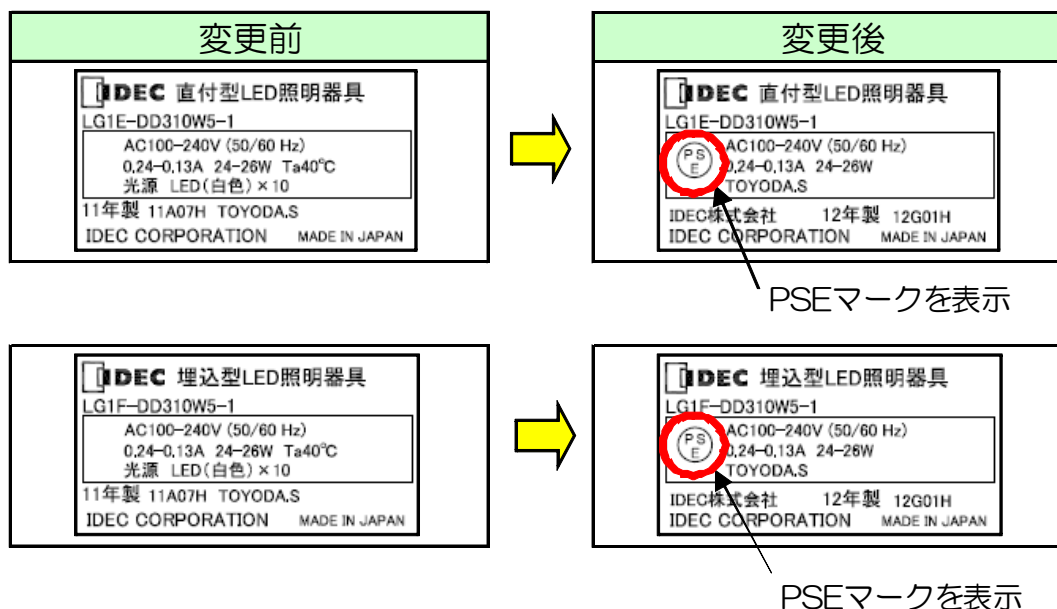 変更前
IDEC 直付型LED照明器具
LG1E-DD310W5-1
AC100-240V (50/60 Hz)
0.24-0.13A 24-26W Ta40℃
光源 LED(白色)×10
11年製 11A07H TOYODA.S
IDEC CORPORATION MADE IN JAPAN
変更後
IDEC 直付型LED照明器具
LG1E-DD310W5-1
PS
E
AC100-240V (50/60 Hz)
0.24-0.13A 24-26W
TOYODA.S
IDEC株式会社 12年製 12G01H
IDEC CORPORATION MADE IN JAPAN
PSEマークを表示
IDEC 埋込型LED照明器具
LG1F-DD310W5-1
AC100-240V (50/60 Hz)
0.24-0.13A 24-26W Ta40℃
光源 LED(白色)×10
11年製 11A07H TOYODA.S
IDEC CORPORATION MADE IN JAPAN
IDEC 埋込型LED照明器具
LG1F-DD310W5-1
PS
E
AC100-240V (50/60 Hz)
0.24-0.13A 24-26W
TOYODA.S
IDEC株式会社 12年製 12G01H
IDEC CORPORATION MADE IN JAPAN
PSEマークを表示